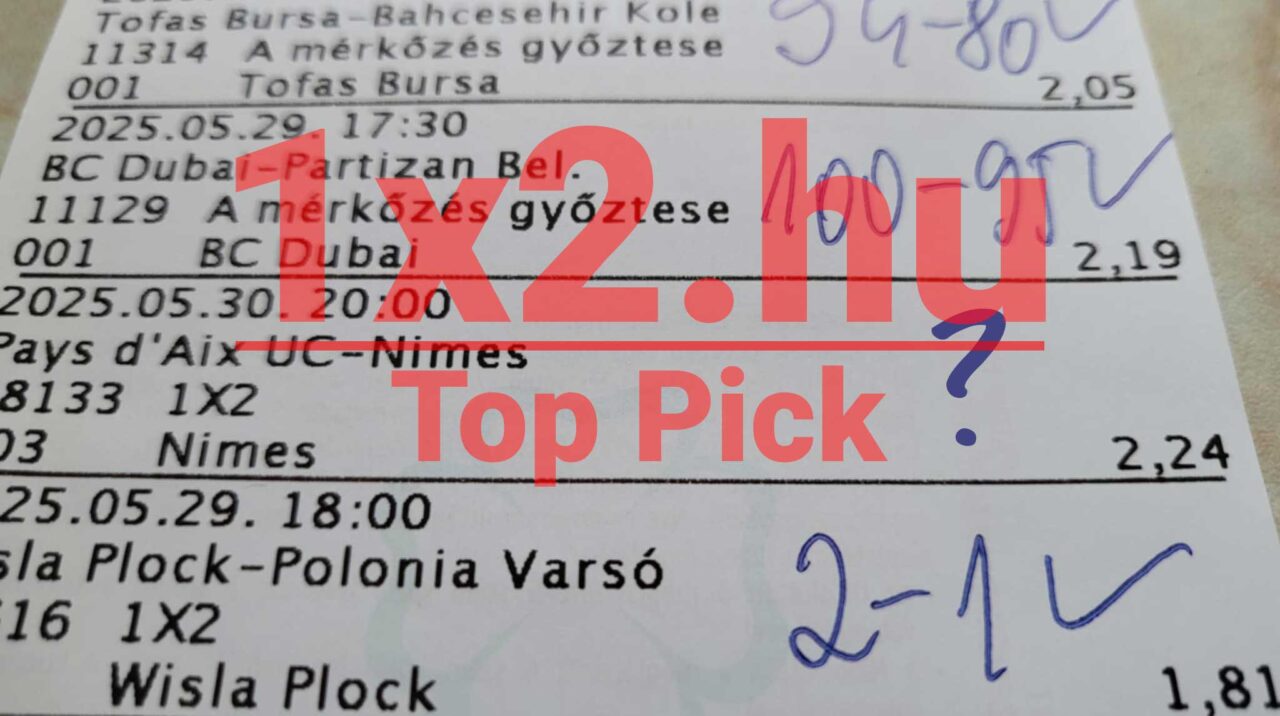 Tofas Bursa-Bahcesehir Kole
11314 A mérkőzés győztese
94-80 ✓
001 Tofas Bursa
2,05
2025.05.29. 17:30
BC Dubai-Partizan Bel.
11129 A mérkőzés győztese
100-95 ✓
001 BC Dubai
2,19
2025.05.30. 20:00
Pays d'Aix UC-Nimes
8133 1X2
?
03 Nimes
2,24
25.05.29. 18:00
sla Plock-Polonia Varsó
16 1X2
2-1 ✓
Wisla Plock
1,81
1x2.hu
Top Pick